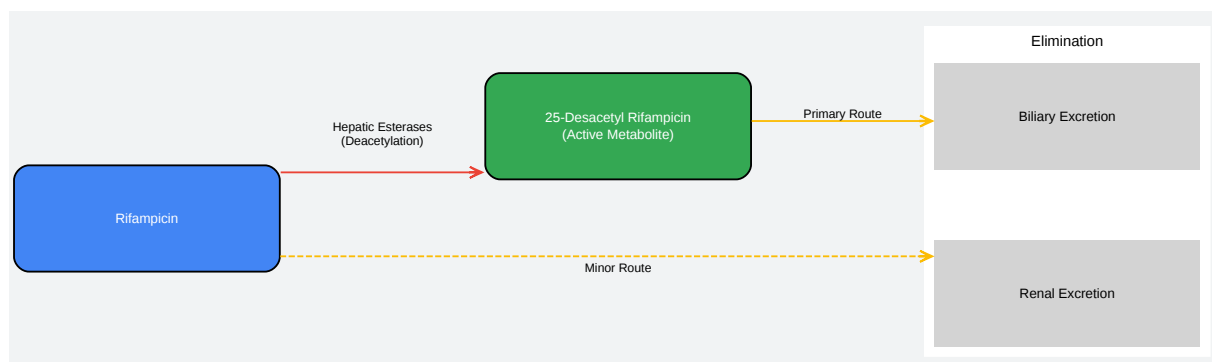 Elimination
Rifampicin
Hepatic Esterases
(Deacetylation)
25-Desacetyl Rifampicin
(Active Metabolite)
Primary Route
Biliary Excretion
Minor Route
Renal Excretion